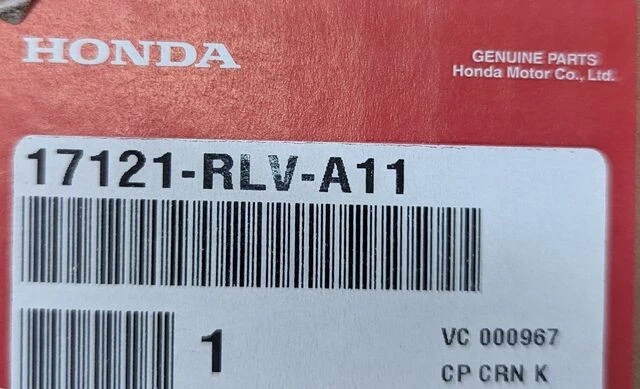 HONDA
GENUINE PARTS
Honda Motor Co., Ltd.
17121-RLV-A11
1
VC 000967
CP CRN K